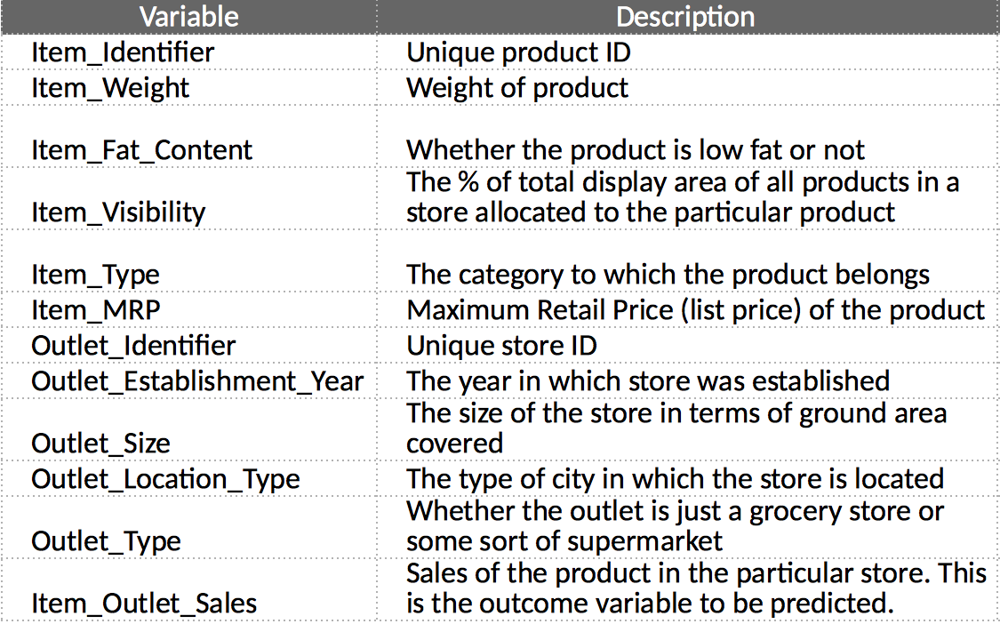 Variable Description
Item_Identifier Unique product ID
Item_Weight Weight of product
Item_Fat_Content Whether the product is low fat or not
The % of total display area of all products in a
Item_Visibility store allocated to the particular product
Item_Type The category to which the product belongs
Item_MRP Maximum Retail Price (list price) of the product
Outlet_Identifier Unique store ID
Outlet_Establishment_Year The year in which store was established
The size of the store in terms of ground area
Outlet_Size covered
Outlet_Location_Type The type of city in which the store is located
Whether the outlet is just a grocery store or
Outlet_Type some sort of supermarket
Sales of the product in the particular store. This
Item_Outlet_Sales is the outcome variable to be predicted.